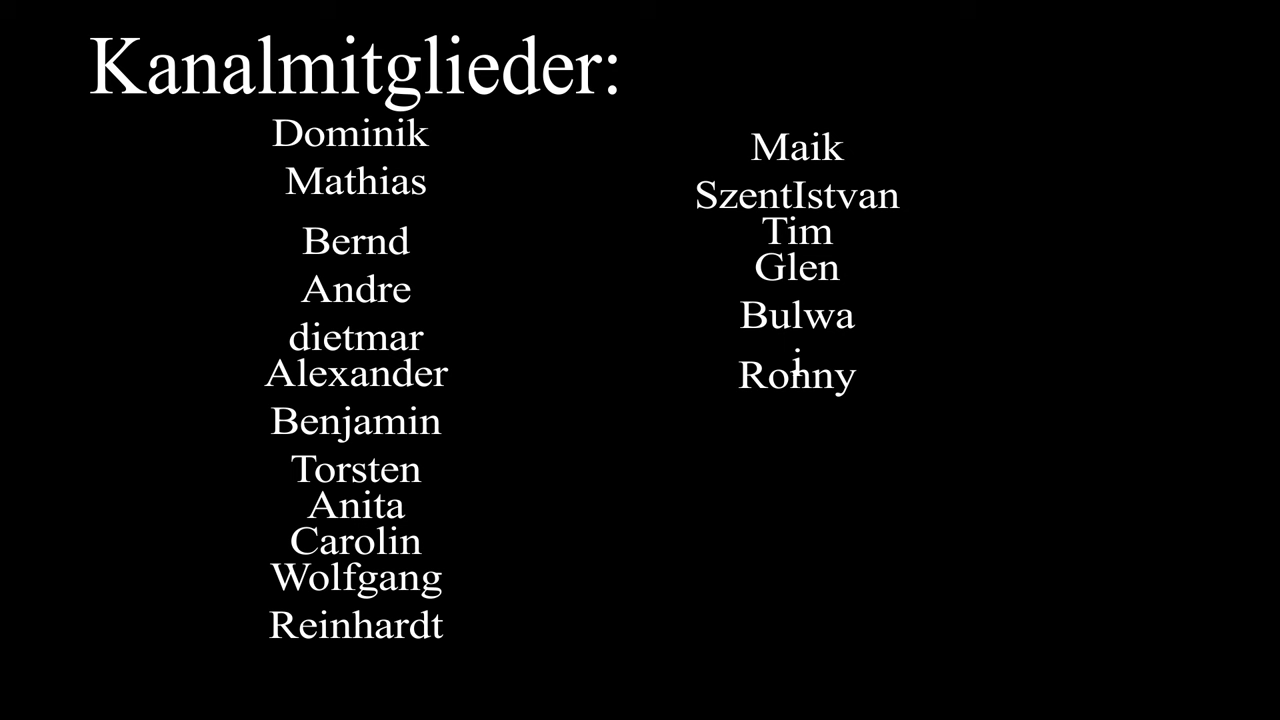 Kanalmitglieder:
Dominik
Mathias
Bernd
Andre
dietmar
Alexander
Benjamin
Torsten
Anita
Carolin
Wolfgang
Reinhardt
Maik
SzentIstvan
Tim
Glen
Bulwa
i
Ronny